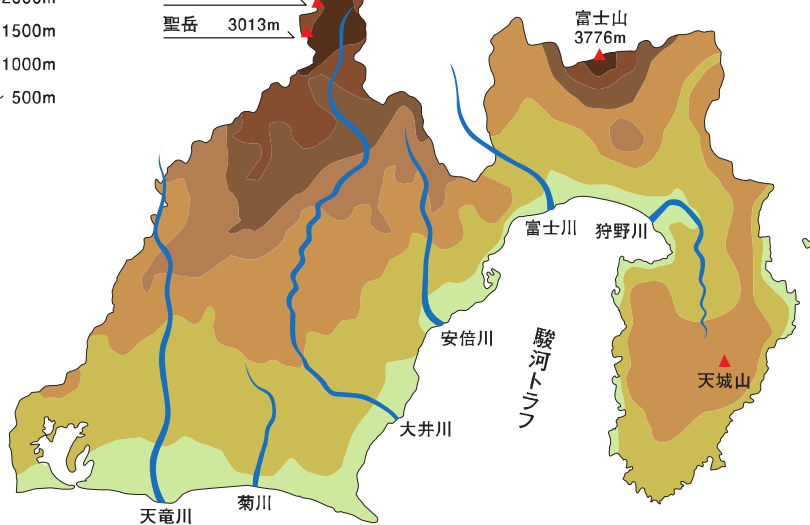 聖岳 3013m
1500m
1000m
500m
富士山
3776m
富士川
狩野川
安倍川
駿河トラフ
天城山
大井川
菊川
天竜川